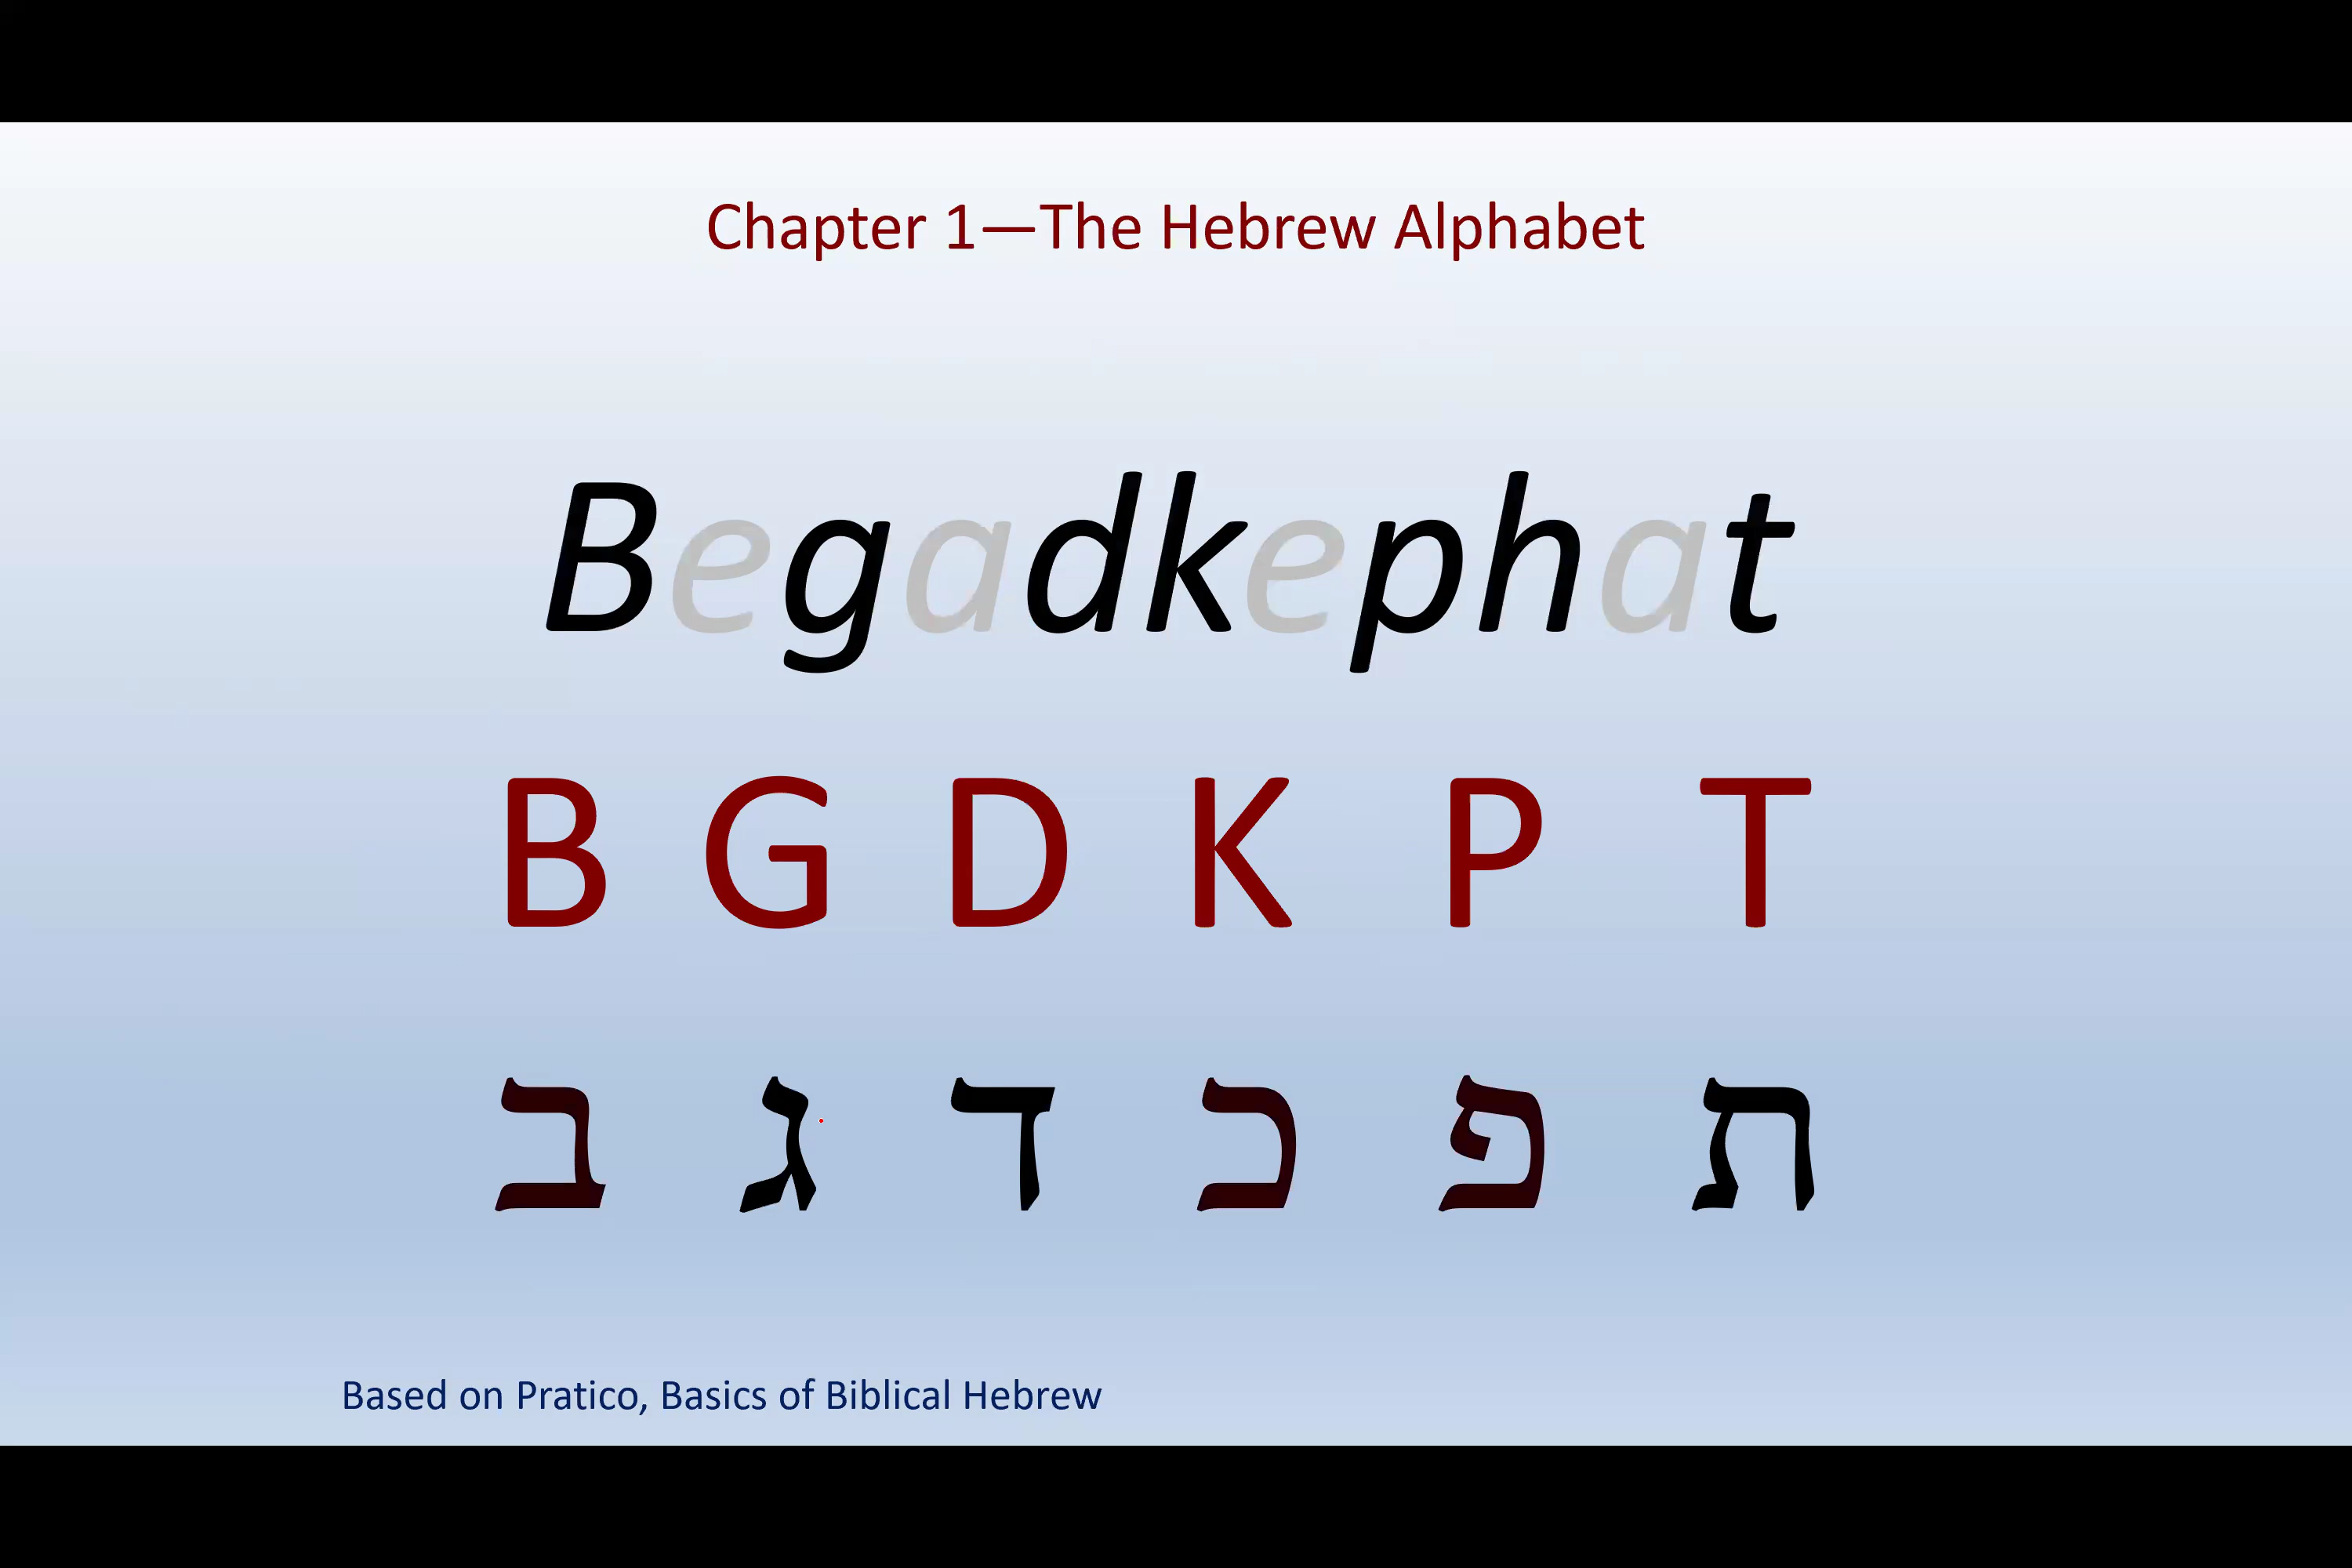 Chapter 1—The Hebrew Alphabet
Begadkephat
B G D K P T
ב ג ד כ פ ת
Based on Pratico, Basics of Biblical Hebrew